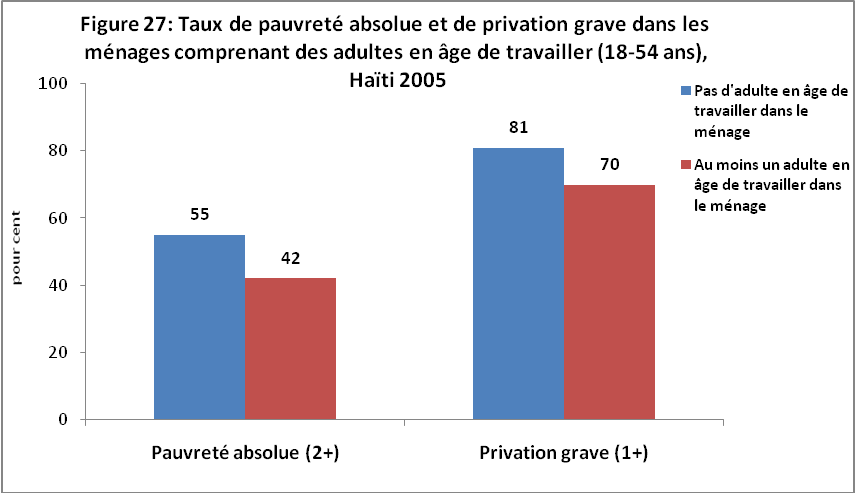 Figure 27: Taux de pauvreté absolue et de privation grave dans les
ménages comprenant des adultes en âge de travailler (18-54 ans),
Haïti 2005
100
80
60
40
20
0
pour cent
55
42
81
70
Pauvreté absolue (2+)
Privation grave (1+)
Pas d'adulte en âge de
travailler dans le
ménage
Au moins un adulte en
âge de travailler dans
le ménage